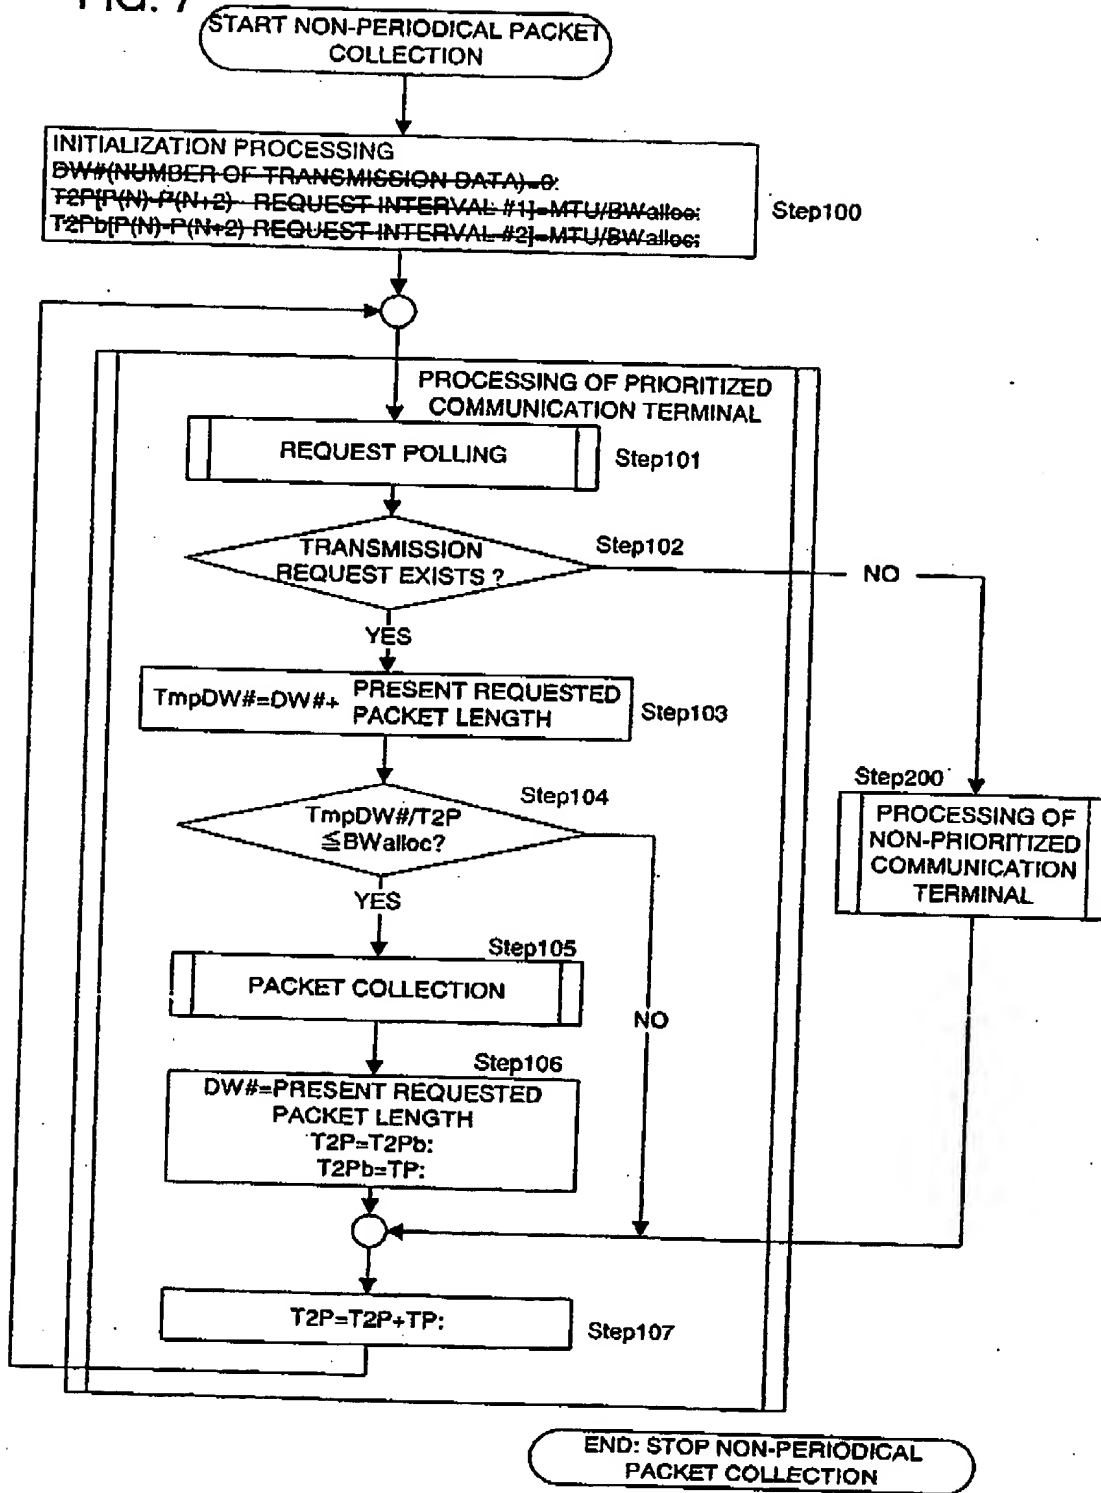 FIG. 7
START NON-PERIODICAL PACKET
COLLECTION
INITIALIZATION PROCESSING
DW#(NUMBER OF TRANSMISSION DATA)=0:
T2P[P(N)-P(N+2) REQUEST INTERVAL #1]=MTU/BWalloc:
T2Pb[P(N)-P(N+2) REQUEST INTERVAL #2]=MTU/BWalloc:
Step100
PROCESSING OF PRIORITIZED
COMMUNICATION TERMINAL
REQUEST POLLING
Step101
TRANSMISSION
REQUEST EXISTS ?
Step102
NO
YES
TmpDW#=DW#+ PRESENT REQUESTED
PACKET LENGTH
Step103
Step104
TmpDW#/T2P
≦BWalloc?
Step200
PROCESSING OF
NON-PRIORITIZED
COMMUNICATION
TERMINAL
YES
Step105
PACKET COLLECTION
NO
Step106
DW#=PRESENT REQUESTED
PACKET LENGTH
T2P=T2Pb:
T2Pb=TP:
T2P=T2P+TP:
Step107
END: STOP NON-PERIODICAL
PACKET COLLECTION